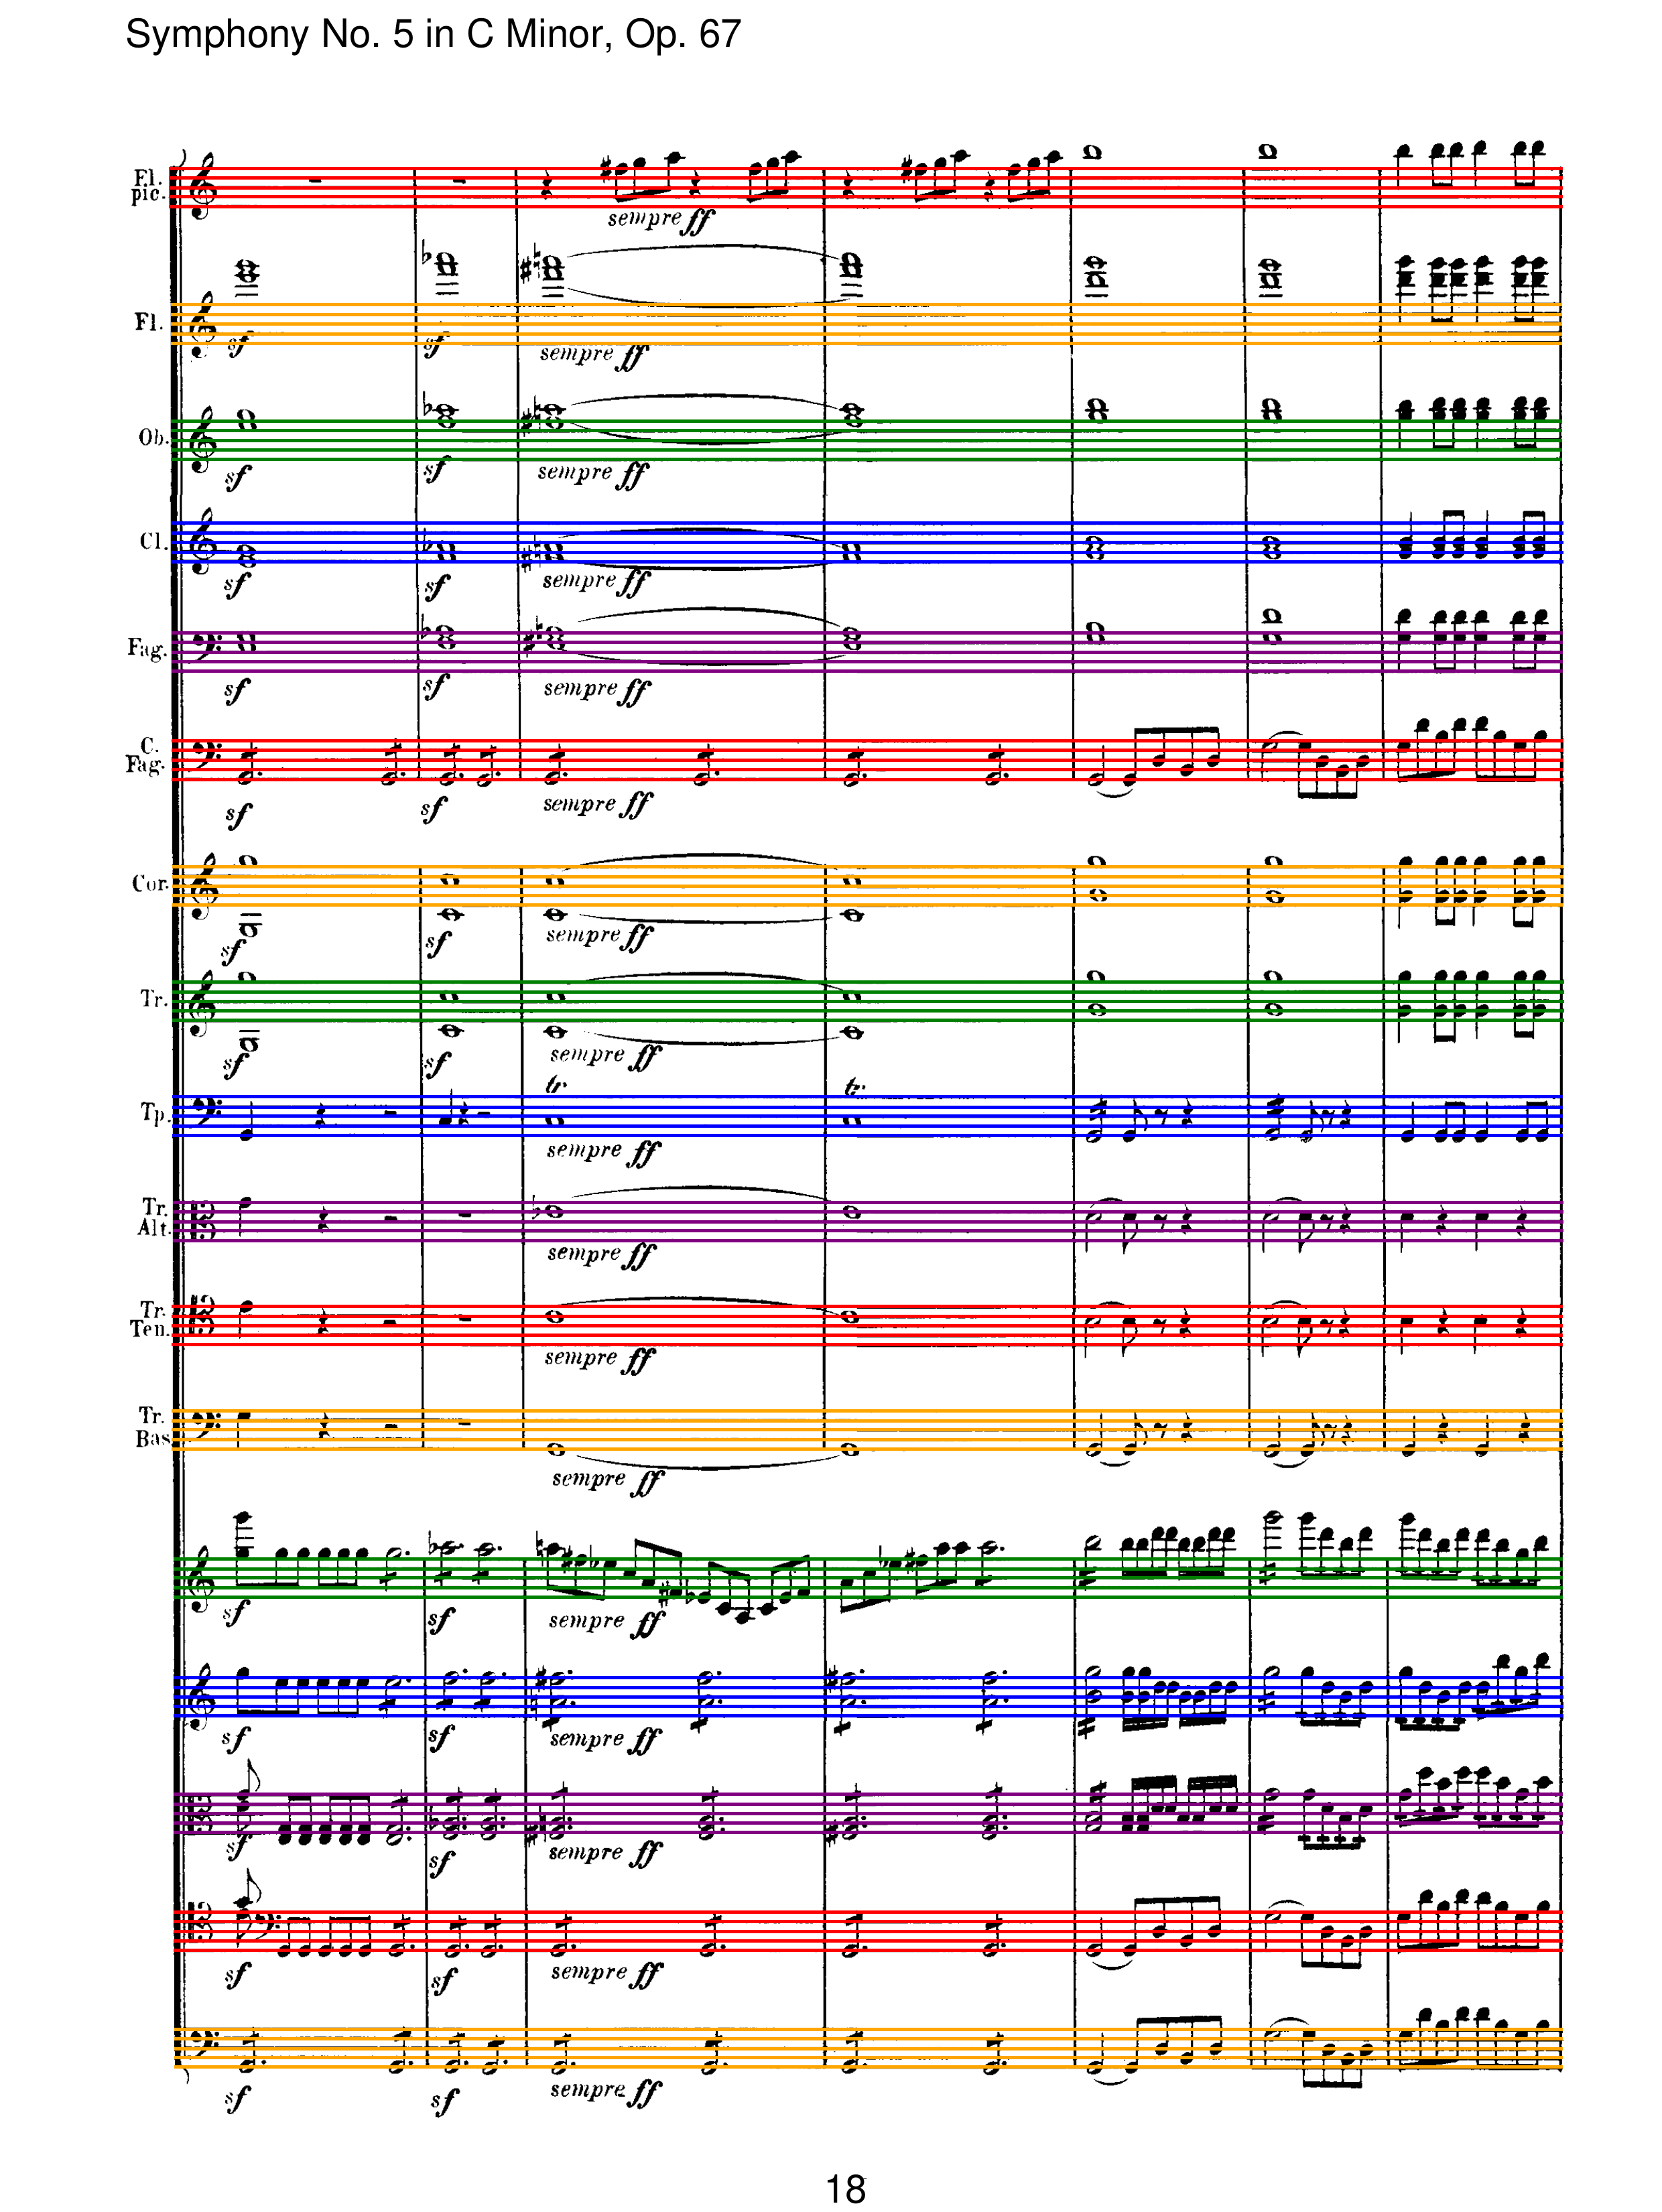 Symphony No. 5 in C Minor, Op. 67
Fl.
pic.
sempre ff
Fl.
sf sf sempre ff
Ob.
sf sf sempre ff
Cl.
sf sf sempre ff
Fag.
sf sf sempre ff
C.
Fag.
sf sf sempre ff
Cor.
sf sf sempre ff
Tr.
sf sf sempre ff
tr tr
Tp.
sempre ff
Tr.
Alt.
sempre ff
Tr.
Ten.
sempre ff
Tr.
Bas
sempre ff
sf sf sempre ff
sf sf sempre ff
sf sf sempre ff
sf sf sempre ff
sf sf sempre ff
18